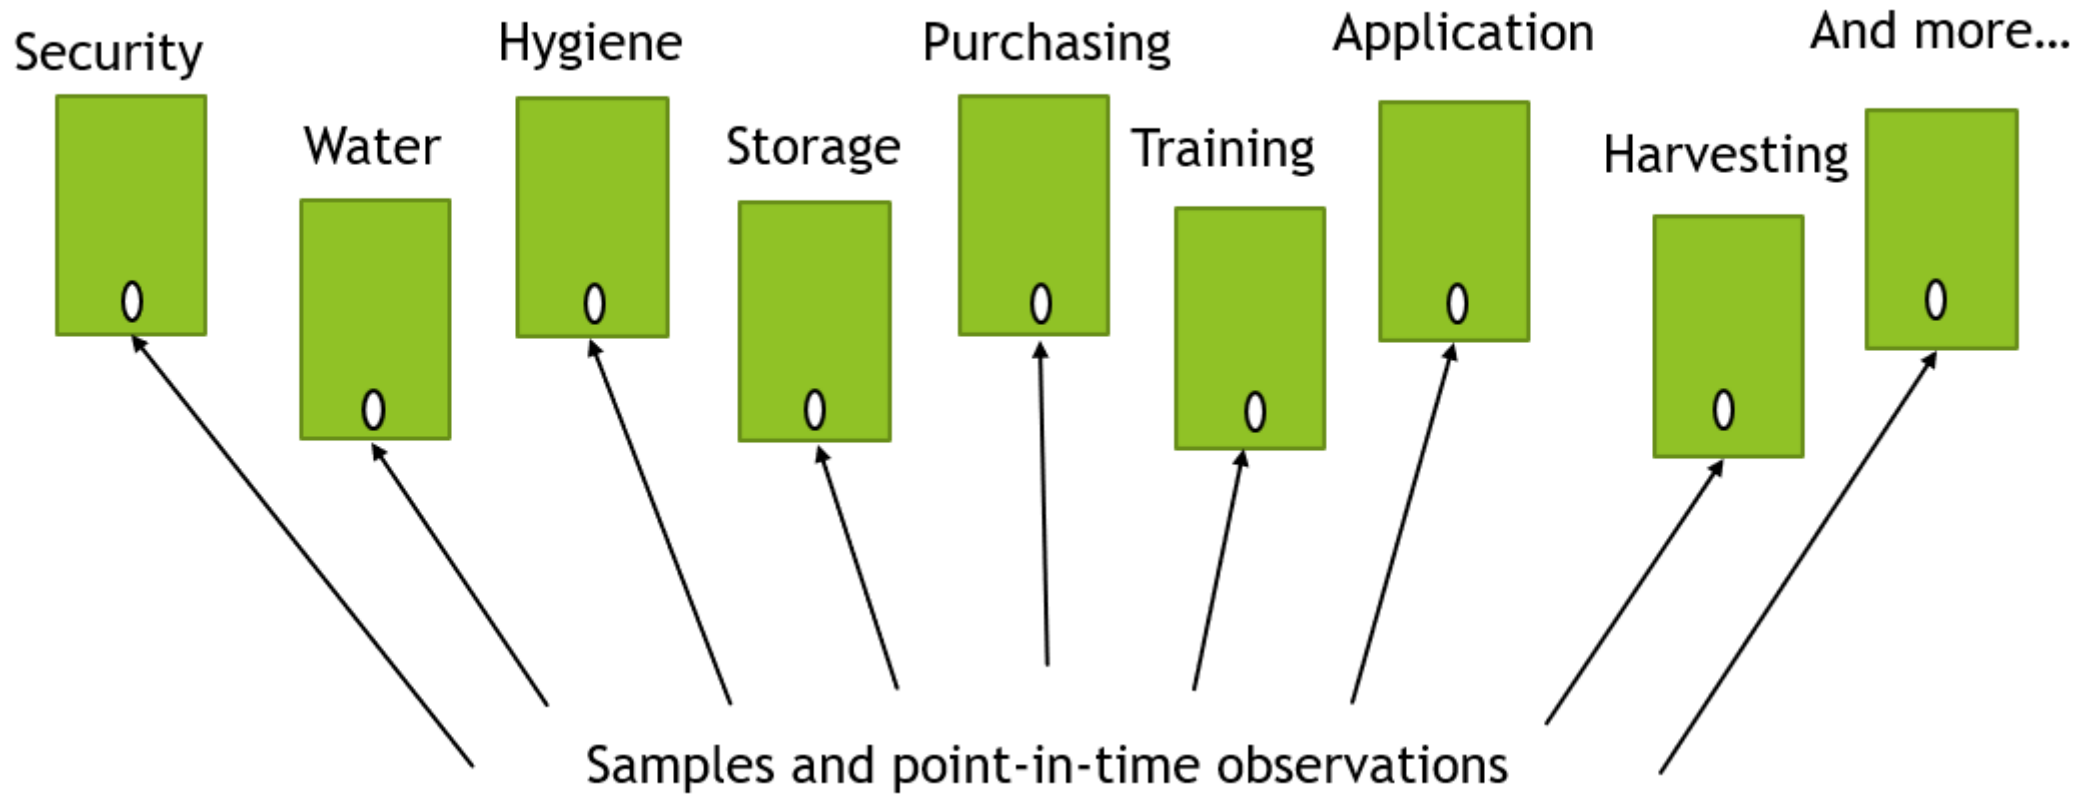 Security
Hygiene
Purchasing
Application
And more...
Water
Storage
Training
Harvesting
Samples and point-in-time observations